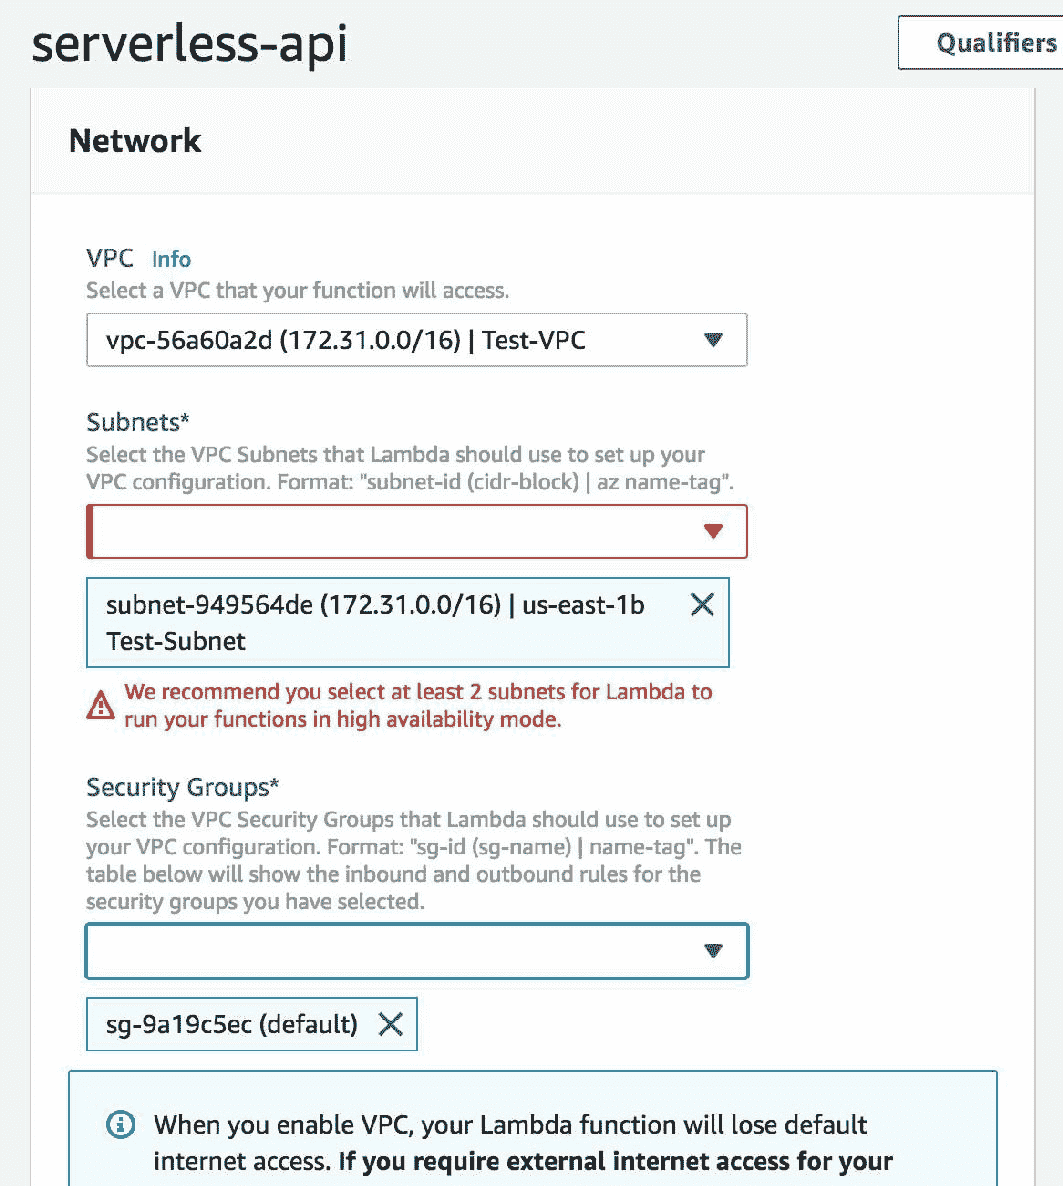 serverless-api
Qualifiers
Network
VPC Info
Select a VPC that your function will access.
vpc-56a60a2d (172.31.0.0/16) | Test-VPC
Subnets*
Select the VPC Subnets that Lambda should use to set up your
VPC configuration. Format: "subnet-id (cidr-block) | az name-tag".
subnet-949564de (172.31.0.0/16) | us-east-1b
Test-Subnet
We recommend you select at least 2 subnets for Lambda to
run your functions in high availability mode.
Security Groups*
Select the VPC Security Groups that Lambda should use to set up
your VPC configuration. Format: "sg-id (sg-name) | name-tag". The
table below will show the inbound and outbound rules for the
security groups you have selected.
sg-9a19c5ec (default)
When you enable VPC, your Lambda function will lose default
internet access. If you require external internet access for your